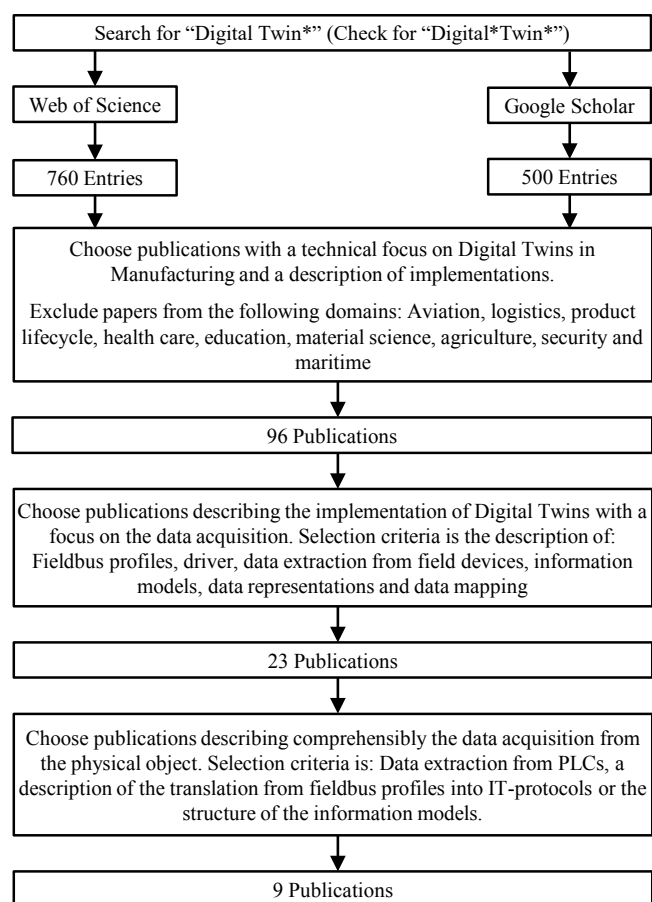 Search for “Digital Twin*” (Check for “Digital*Twin*”)
Web of Science
Google Scholar
760 Entries
500 Entries
Choose publications with a technical focus on Digital Twins in
Manufacturing and a description of implementations.
Exclude papers from the following domains: Aviation, logistics, product
lifecycle, health care, education, material science, agriculture, security and
maritime
96 Publications
Choose publications describing the implementation of Digital Twins with a
focus on the data acquisition. Selection criteria is the description of:
Fieldbus profiles, driver, data extraction from field devices, information
models, data representations and data mapping
23 Publications
Choose publications describing comprehensibly the data acquisition from
the physical object. Selection criteria is: Data extraction from PLCs, a
description of the translation from fieldbus profiles into IT-protocols or the
structure of the information models.
9 Publications